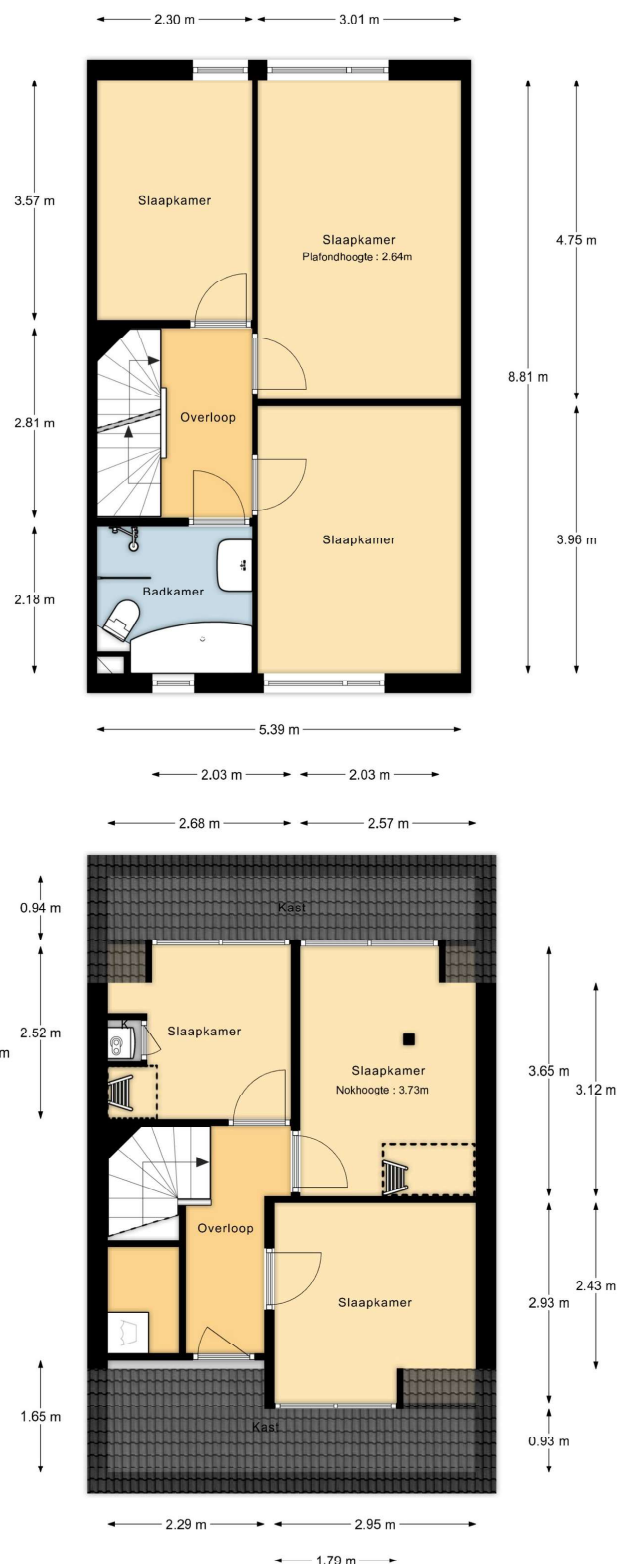 2.30 m
3.01 m
3.57 m
Slaapkamer
Slaapkamer
Plafondhoogte : 2.64m
4.75 m
8.81 m
2.81 m
Overloop
Slaapkamer
3.96 m
2.18 m
Badkamer
5.39 m
2.03 m
2.03 m
2.68 m
2.57 m
0.94 m
Kast
2.52 m
m
K
Slaapkamer
Slaapkamer
Nokhoogte : 3.73m
3.65 m
3.12 m
Overloop
Slaapkamer
2.93 m
2.43 m
1.65 m
Kast
0.93 m
2.29 m
2.95 m
1.79 m